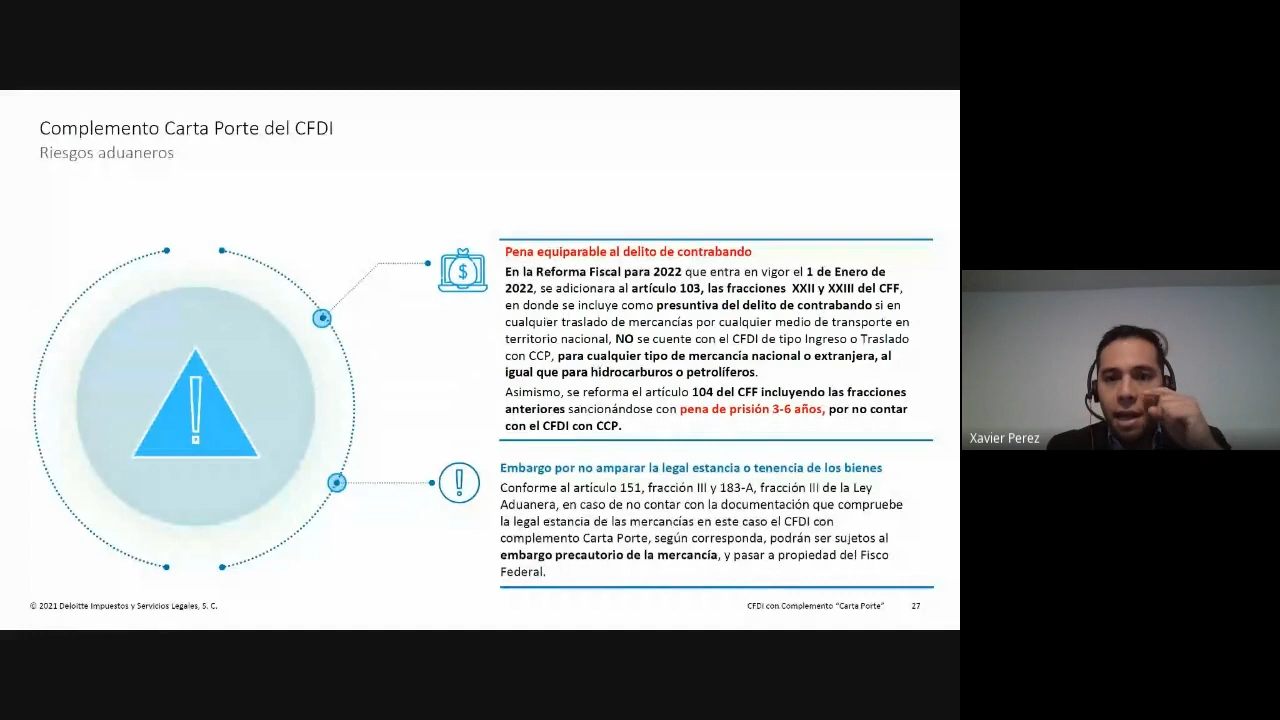 Complemento Carta Porte del CFDI
Riesgos aduaneros
$
Pena equiparable al delito de contrabando
En la Reforma Fiscal para 2022 que entra en vigor el 1 de Enero de
2022, se adicionara al artículo 103, las fracciones XXII y XXIII del CFF,
en donde se incluye como presuntiva del delito de contrabando si en
cualquier traslado de mercancías por cualquier medio de transporte en
territorio nacional, NO se cuente con el CFDI de tipo Ingreso o Traslado
con CCP, para cualquier tipo de mercancía nacional o extranjera, al
igual que para hidrocarburos o petrolíferos.
Asimismo, se reforma el artículo 104 del CFF incluyendo las fracciones
anteriores sancionándose con pena de prisión 3-6 años, por no contar
con el CFDI con CCP.
Embargo por no amparar la legal estancia o tenencia de los bienes
Conforme al artículo 151, fracción III y 183-A, fracción III de la Ley
Aduanera, en caso de no contar con la documentación que compruebe
la legal estancia de las mercancías en este caso el CFDI con
complemento Carta Porte, según corresponda, podrán ser sujetos al
embargo precautorio de la mercancía, y pasar a propiedad del Fisco
Federal.
© 2021 Deloitte Impuestos y Servicios Legales, S. C.
CFDI con Complemento "Carta Porte"
27
Xavier Perez